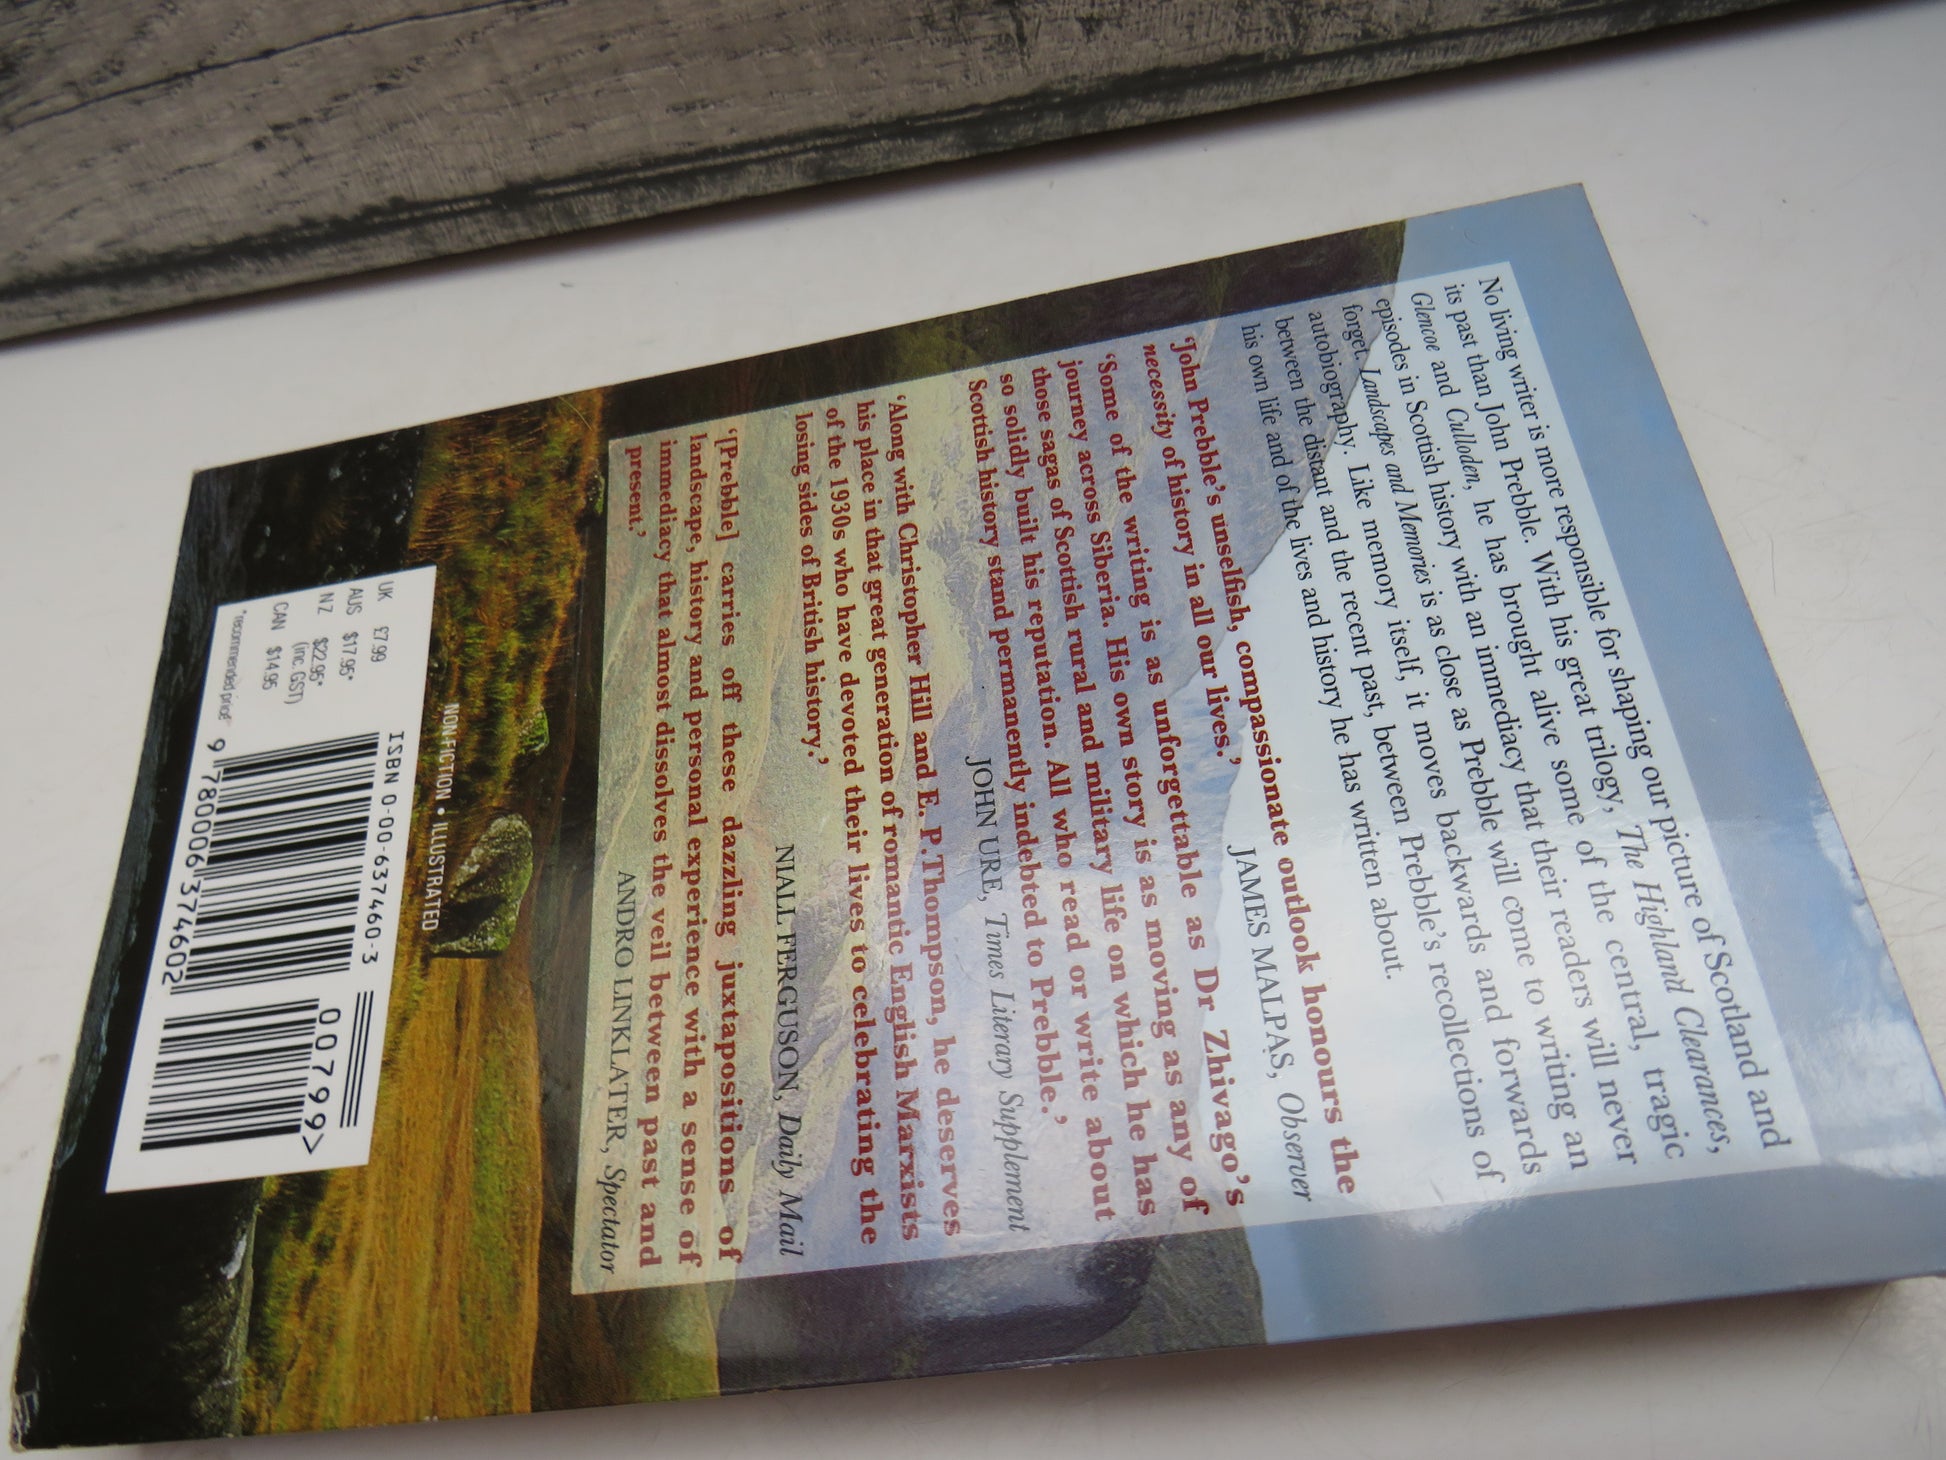 No living writer is more responsible for shaping our picture of Scotland and
its past than John Prebble. With his great trilogy, The Highland Clearances,
Glencoe and Culloden, he has brought alive some of the central, tragic
episodes in Scottish history with an immediacy that their readers will never
forget. Landscapes and Memories is as close as Prebble will come to writing an
autobiography. Like memory itself, it moves backwards and forwards
between the distant and the recent past, between Prebble's recollections of
his own life and of the lives and history he has written about.
'John Prebble's unselfish, compassionate outlook honours the
necessity of history in all our lives.'
JAMES MALPAS, Observer
'Some of the writing is as unforgettable as Dr Zhivago's
journey across Siberia. His own story is as moving as any of
those sagas of Scottish rural and military life on which he has
so solidly built his reputation. All who read or write about
Scottish history stand permanently indebted to Prebble.'
JOHN URE, Times Literary Supplement
'Along with Christopher Hill and E. P. Thompson, he deserves
his place in that great generation of romantic English Marxists
of the 1930s who have devoted their lives to celebrating the
losing sides of British history.'
NIALL FERGUSON, Daily Mail
'[Prebble] carries off these dazzling juxtapositions of
landscape, history and personal experience with a sense of
immediacy that almost dissolves the veil between past and
present.'
ANDRO LINKLATER, Spectator
NON-FICTION • ILLUSTRATED
UK £7.99
AUS $17.95*
NZ $22.95*
(inc. GST)
CAN $14.95
*recommended price
ISBN 0-00-637460-3
00799>
9 780006 374602